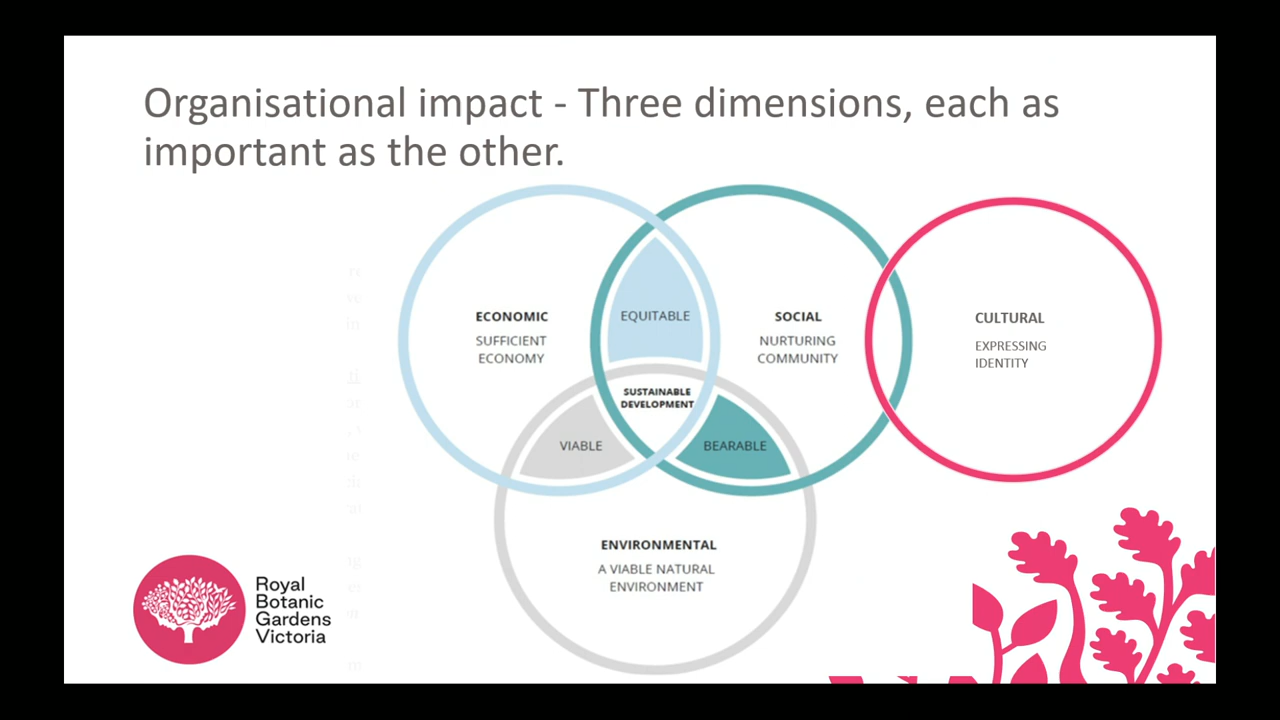 Organisational impact - Three dimensions, each as
important as the other.
ECONOMIC
SUFFICIENT
ECONOMY
EQUITABLE
SOCIAL
NURTURING
COMMUNITY
CULTURAL
EXPRESSING
IDENTITY
SUSTAINABLE
DEVELOPMENT
VIABLE
BEARABLE
ENVIRONMENTAL
A VIABLE NATURAL
ENVIRONMENT
Royal
Botanic
Gardens
Victoria